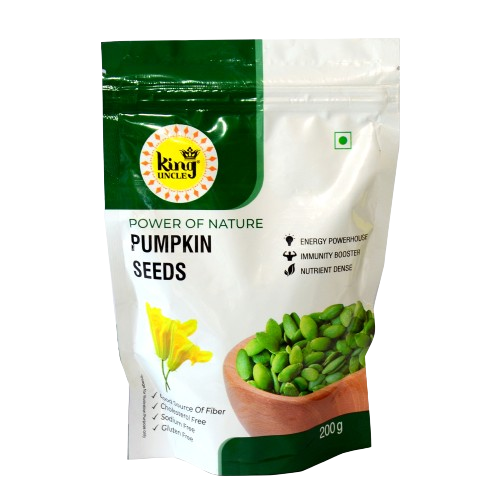 king
UNCLE
POWER OF NATURE
PUMPKIN
SEEDS
ENERGY POWERHOUSE
IMMUNITY BOOSTER
NUTRIENT DENSE
Source Of Fiber
Cholesterol Free
Sodium Free
Gluten Free
200 g